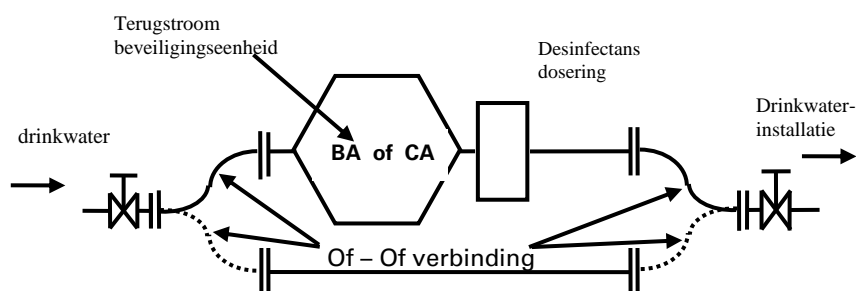 Terugstroom
beveiligingseenheid
Desinfectans
dosering
Drinkwater-
installatie
drinkwater
BA of CA
Of – Of verbinding